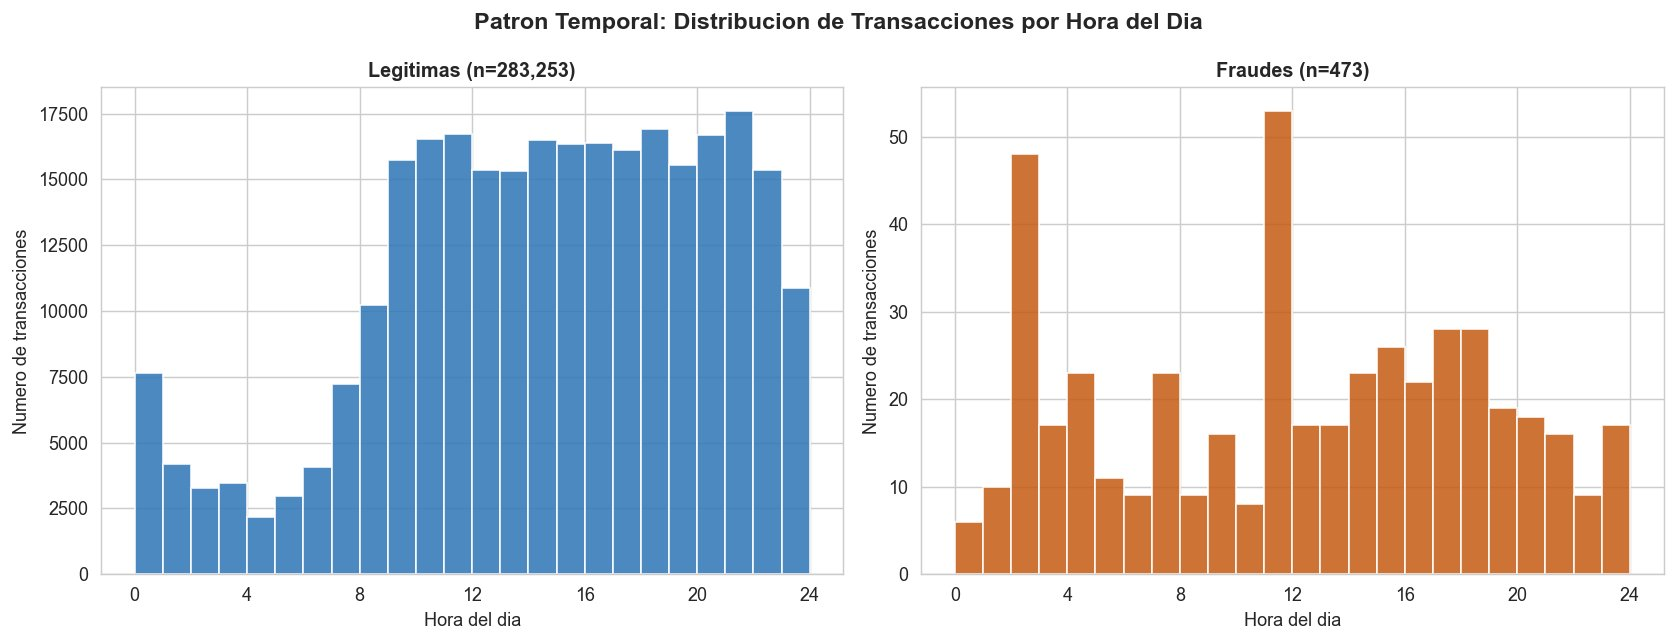 Patron Temporal: Distribucion de Transacciones por Hora del Dia
Legitimas (n=283,253)
Numero de transacciones
17500
15000
12500
10000
7500
5000
2500
0
0 4 8 12 16 20 24
Hora del dia
Fraudes (n=473)
Numero de transacciones
50
40
30
20
10
0
0 4 8 12 16 20 24
Hora del dia